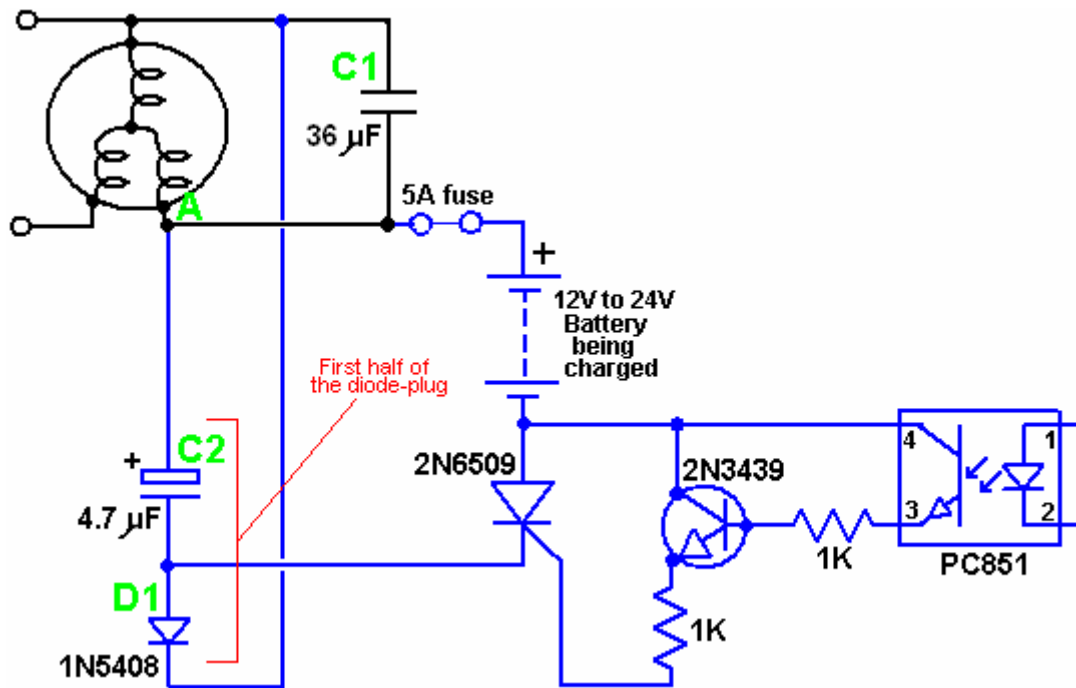 C1
36 µF
A
5A fuse
+
12V to 24V
Battery
being
charged
First half of
the diode-plug
C2
+
4.7 µF
2N6509
2N3439
4
1
3
2
1K
PC851
D1
1K
1N5408